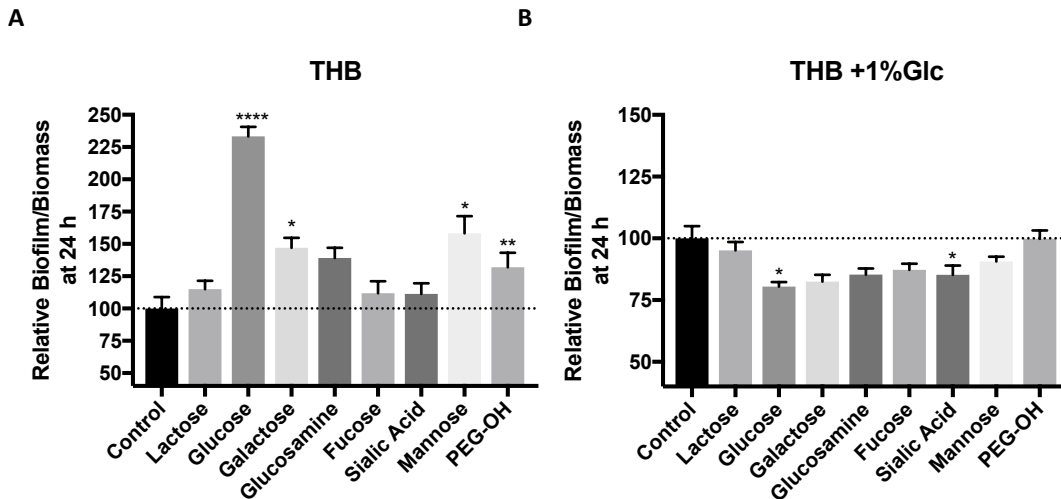 A
B
THB
THB +1%Glc
Relative Biofilm/Biomass
at 24 h
250
225
200
175
150
125
100
75
50
****
*
*
**
Control
Lactose
Glucose
Galactose
Glucosamine
Fucose
Sialic Acid
Mannose
PEG-OH
Relative Biofilm/Biomass
at 24 h
150
125
100
75
50
*
*
Control
Lactose
Glucose
Galactose
Glucosamine
Fucose
Sialic Acid
Mannose
PEG-OH